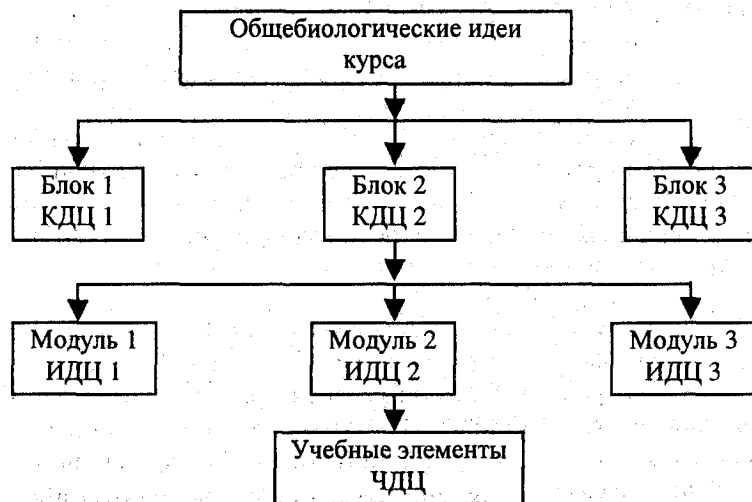 Общебиологические идеи
курса
Блок 1
КДЦ 1
Блок 2
КДЦ 2
Блок 3
КДЦ 3
Модуль 1
ИДЦ 1
Модуль 2
ИДЦ 2
Модуль 3
ИДЦ 3
Учебные элементы
ЧДЦ